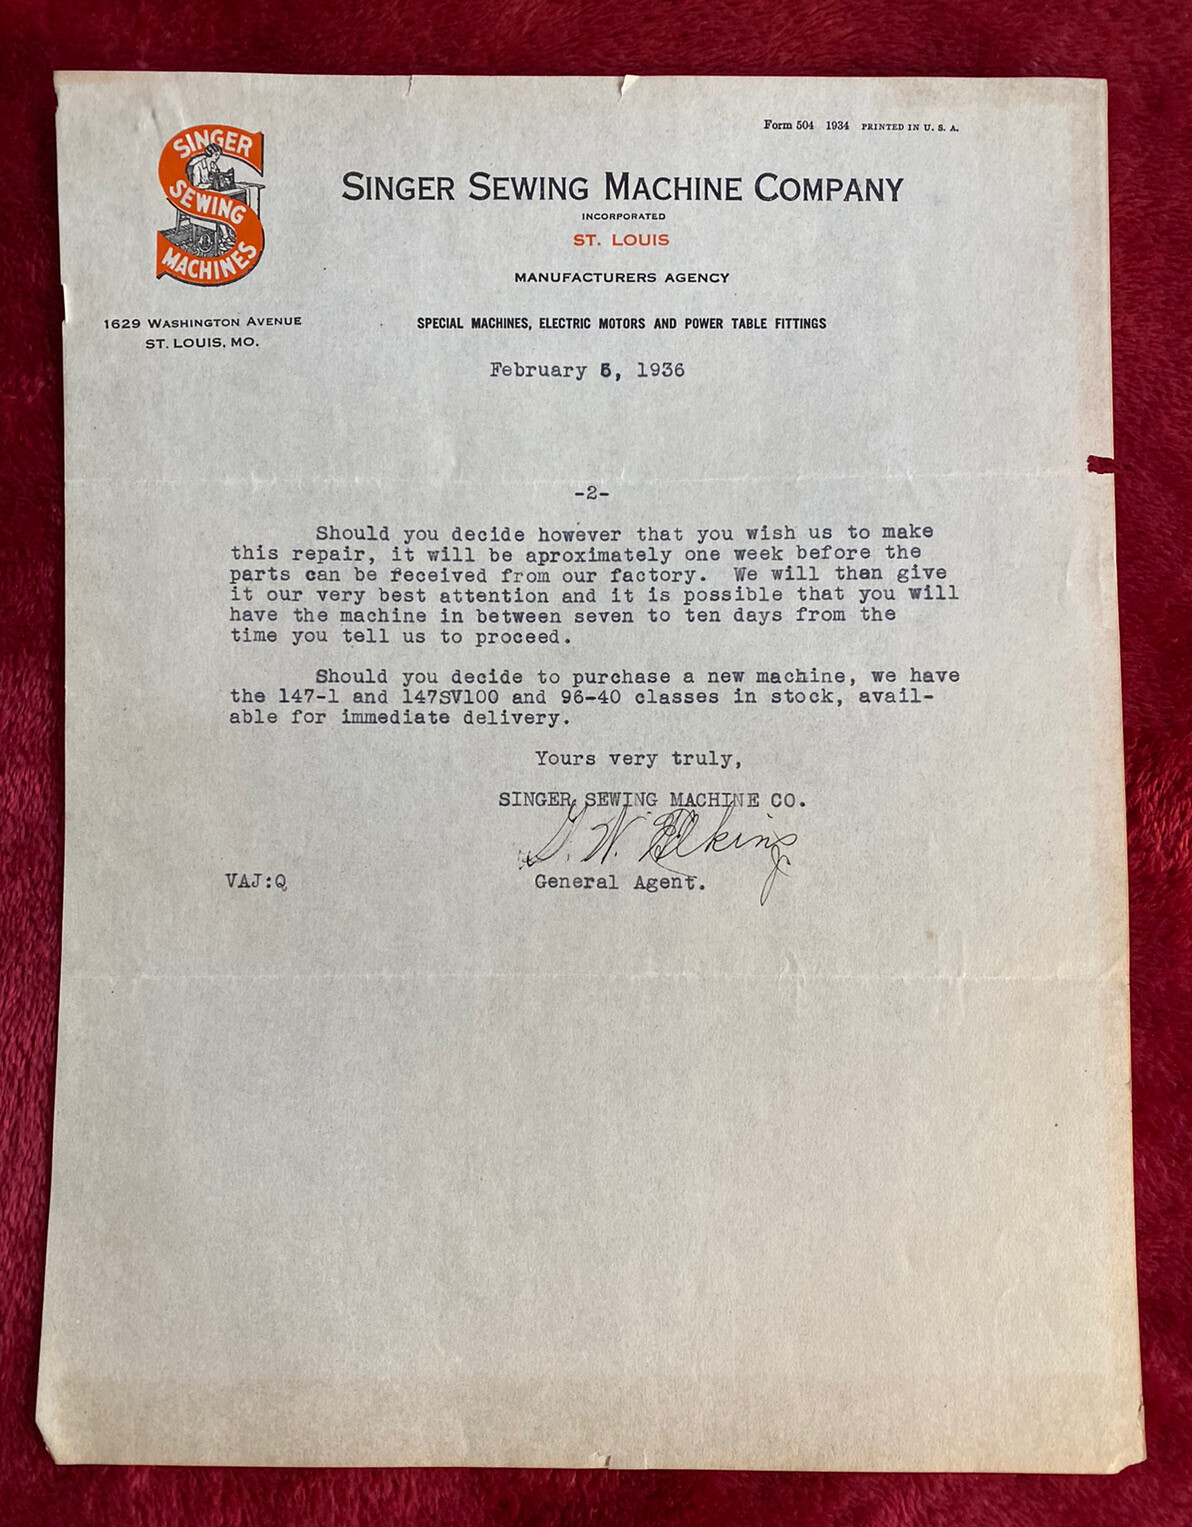 SINGER
SEWING
MACHINES
Form 504 1934 PRINTED IN U. S. A.
SINGER SEWING MACHINE COMPANY
INCORPORATED
ST. LOUIS
MANUFACTURERS AGENCY
1629 WASHINGTON AVENUE
ST. LOUIS, MO.
SPECIAL MACHINES, ELECTRIC MOTORS AND POWER TABLE FITTINGS
February 5, 1936
-2-
Should you decide however that you wish us to make
this repair, it will be aproximately one week before the
parts can be received from our factory. We will than give
it our very best attention and it is possible that you will
have the machine in between seven to ten days from the
time you tell us to proceed.
Should you decide to purchase a new machine, we have
the 147-1 and 147SV100 and 96-40 classes in stock, avail-
able for immediate delivery.
Yours very truly,
SINGER SEWING MACHINE CO.
G. W. Elkins
VAJ:Q
General Agent.